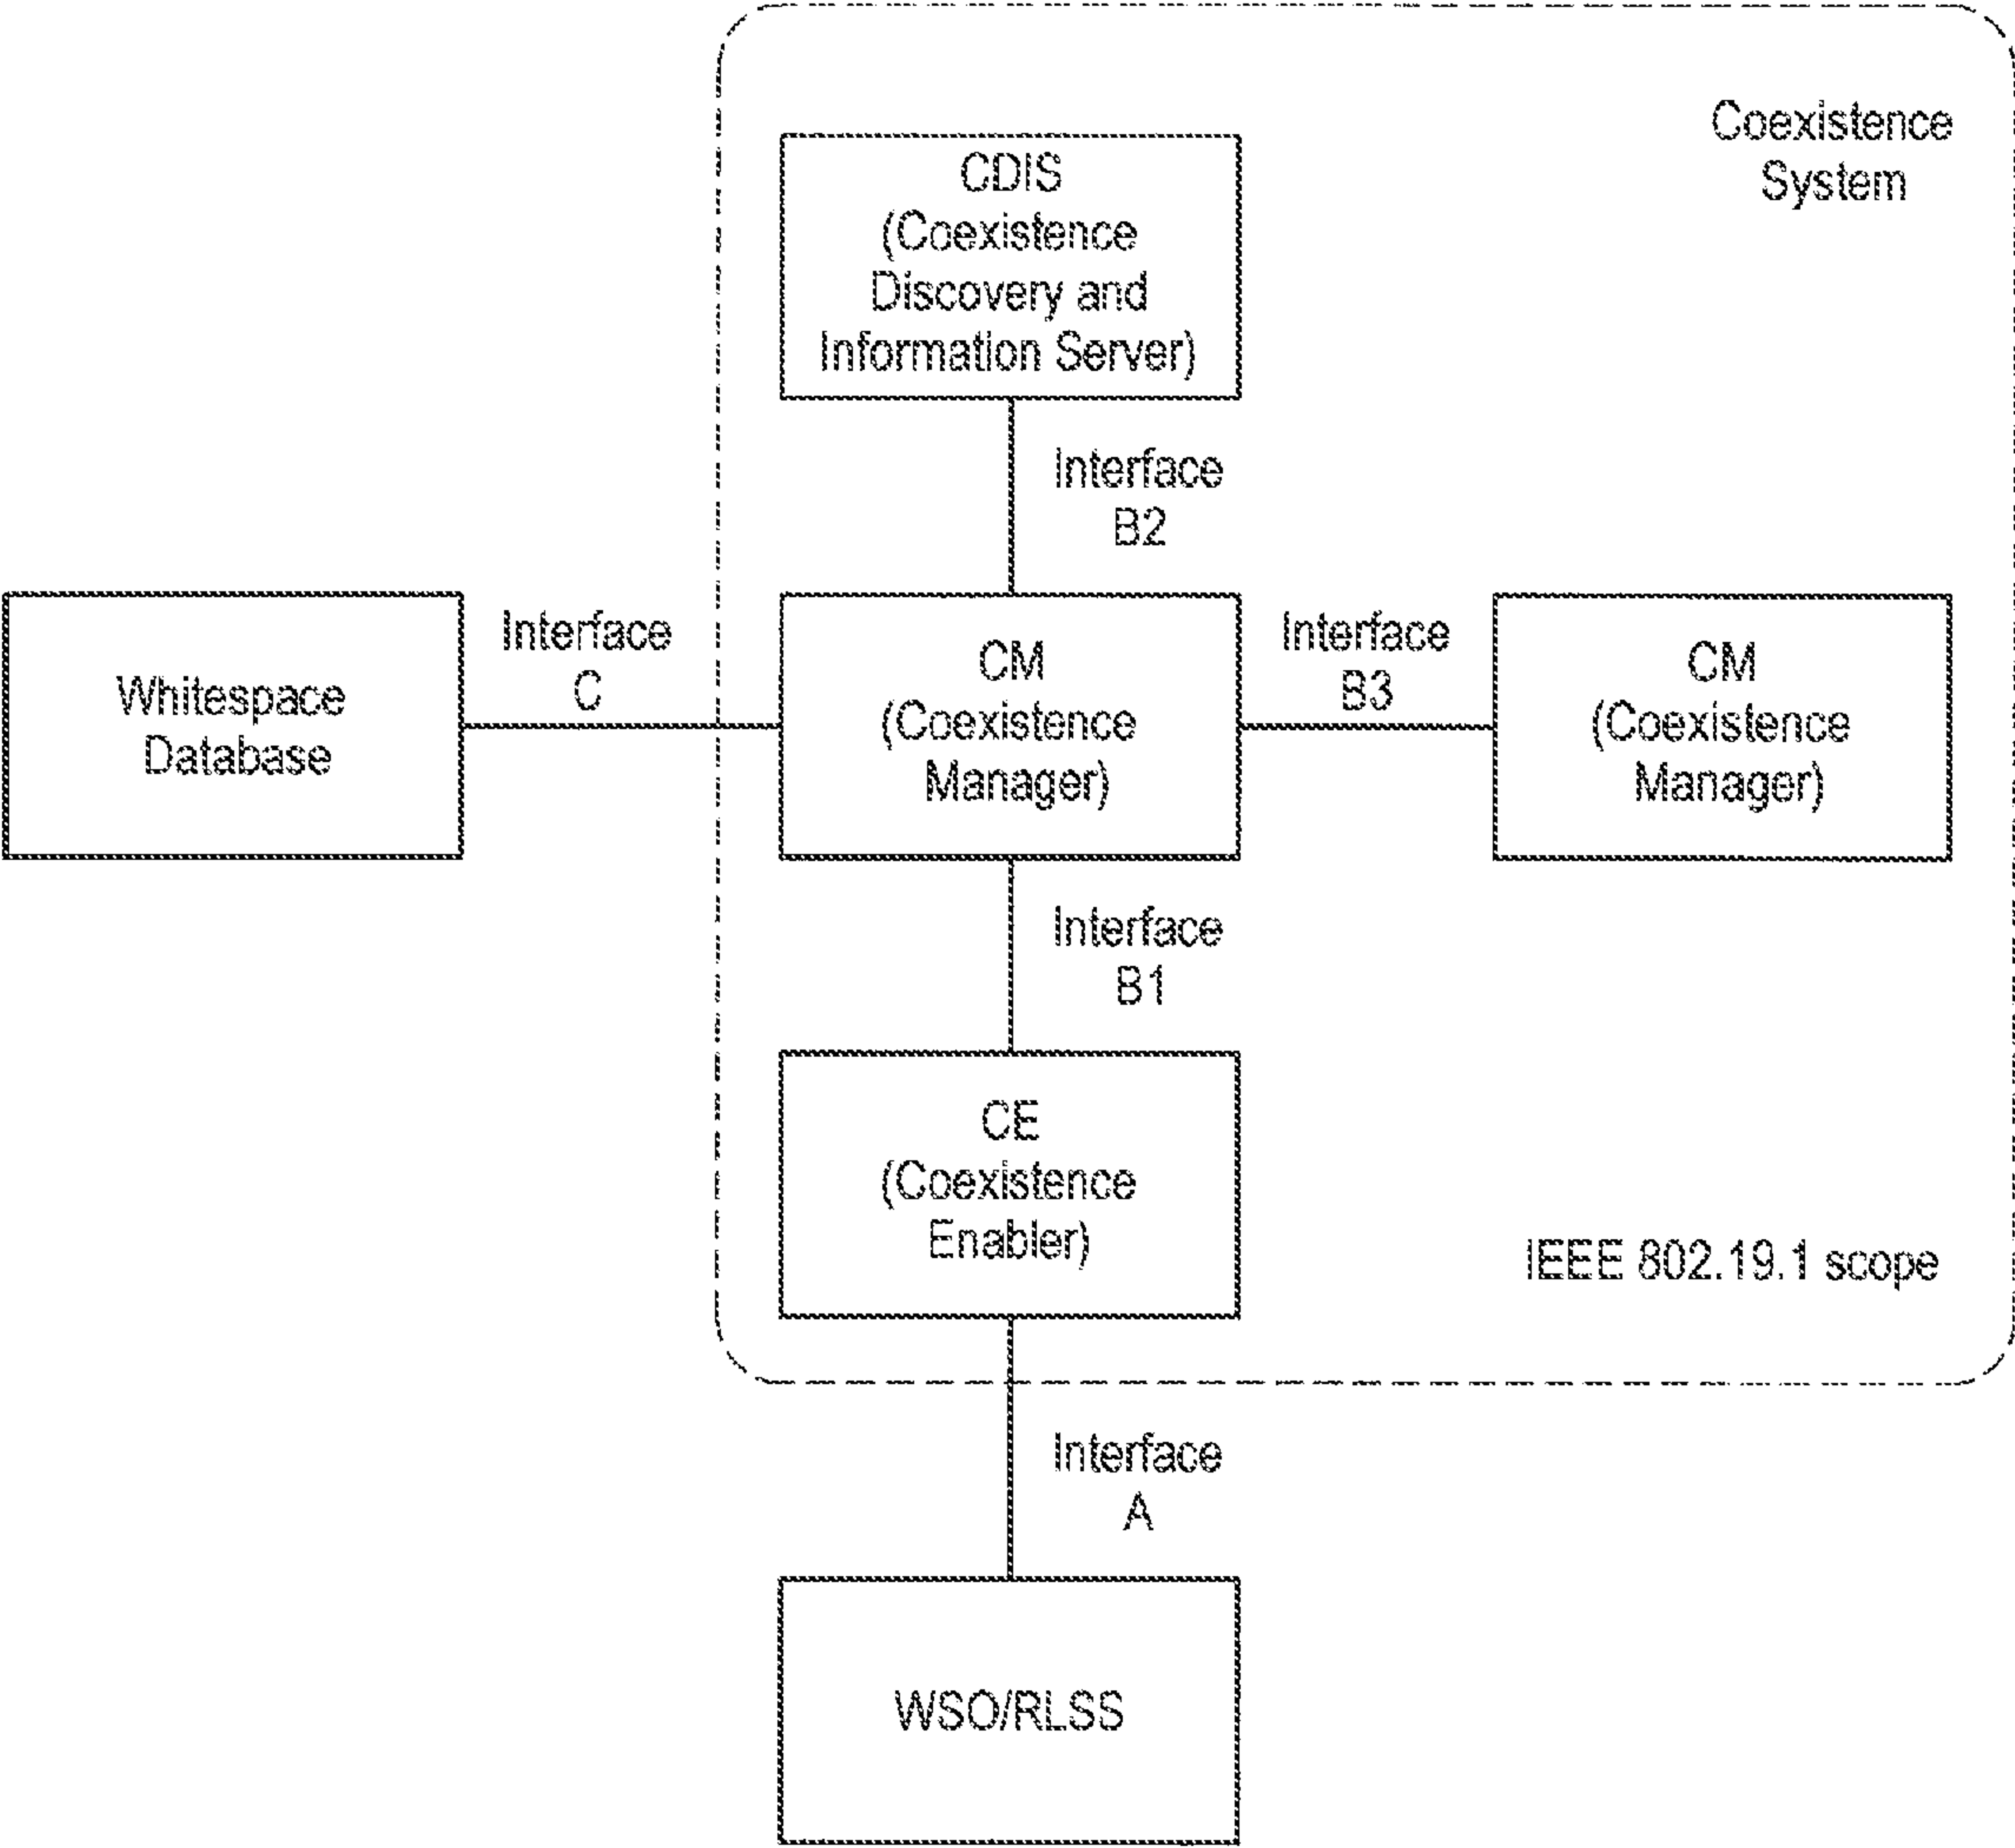 Coexistence
System
CDIS
(Coexistence
Discovery and
Information Server)
Interface
B2
Whitespace
Database
Interface
C
CM
(Coexistence
Manager)
Interface
B3
CM
(Coexistence
Manager)
Interface
B1
CE
(Coexistence
Enabler)
IEEE 802.19.1 scope
Interface
A
WSO/RLSS